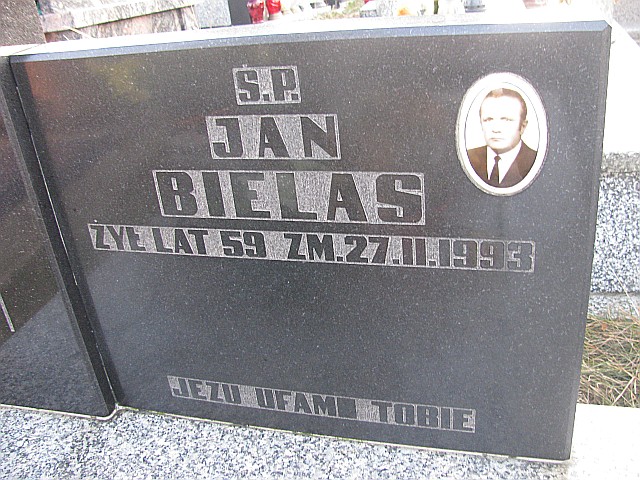 Ś.P.
JAN
BIELAS
ŻYŁ LAT 59 ZM.27.II.1993
JEZU UFAM TOBIE